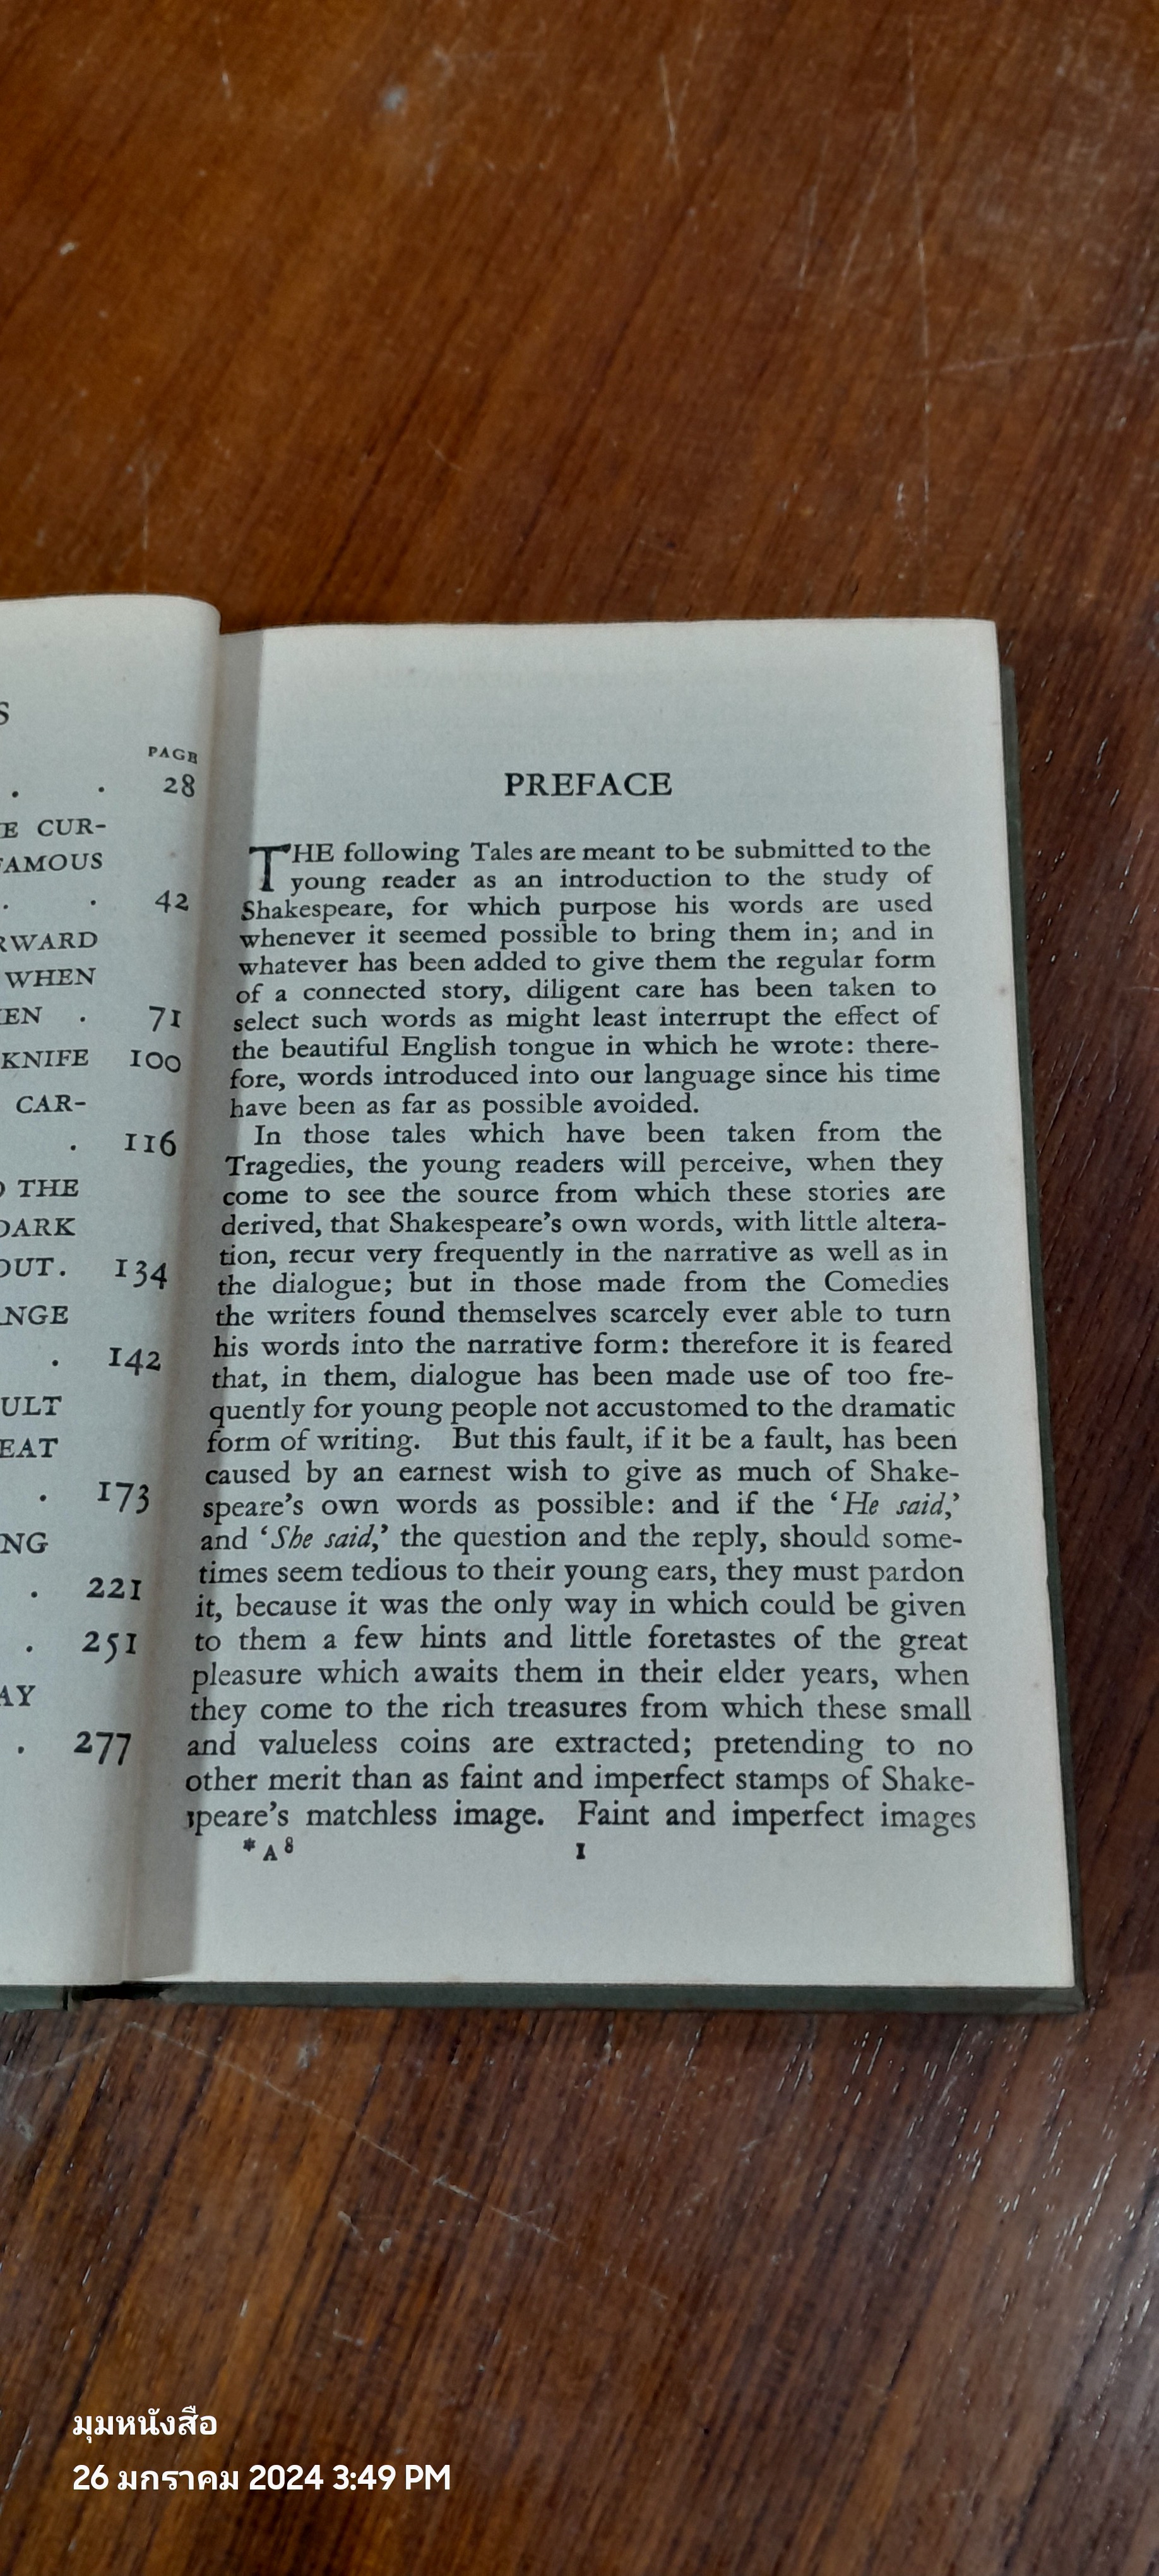 S
PAGE
. . 28
E CUR-
FAMOUS
. . 42
RWARD
WHEN
EN . 71
KNIFE 100
CAR-
. 116
THE
DARK
OUT. 134
NGE
. 142
ULT
EAT
. 173
NG
. 221
. 251
AY
. 277
PREFACE
THE following Tales are meant to be submitted to the
young reader as an introduction to the study of
Shakespeare, for which purpose his words are used
whenever it seemed possible to bring them in; and in
whatever has been added to give them the regular form
of a connected story, diligent care has been taken to
select such words as might least interrupt the effect of
the beautiful English tongue in which he wrote: there-
fore, words introduced into our language since his time
have been as far as possible avoided.
In those tales which have been taken from the
Tragedies, the young readers will perceive, when they
come to see the source from which these stories are
derived, that Shakespeare's own words, with little altera-
tion, recur very frequently in the narrative as well as in
the dialogue; but in those made from the Comedies
the writers found themselves scarcely ever able to turn
his words into the narrative form: therefore it is feared
that, in them, dialogue has been made use of too fre-
quently for young people not accustomed to the dramatic
form of writing. But this fault, if it be a fault, has been
caused by an earnest wish to give as much of Shake-
speare's own words as possible: and if the ‘He said,’
and ‘She said,’ the question and the reply, should some-
times seem tedious to their young ears, they must pardon
it, because it was the only way in which could be given
to them a few hints and little foretastes of the great
pleasure which awaits them in their elder years, when
they come to the rich treasures from which these small
and valueless coins are extracted; pretending to no
other merit than as faint and imperfect stamps of Shake-
speare's matchless image. Faint and imperfect images
* A 8 1
มุมหนังสือ
26 มกราคม 2024 3:49 PM